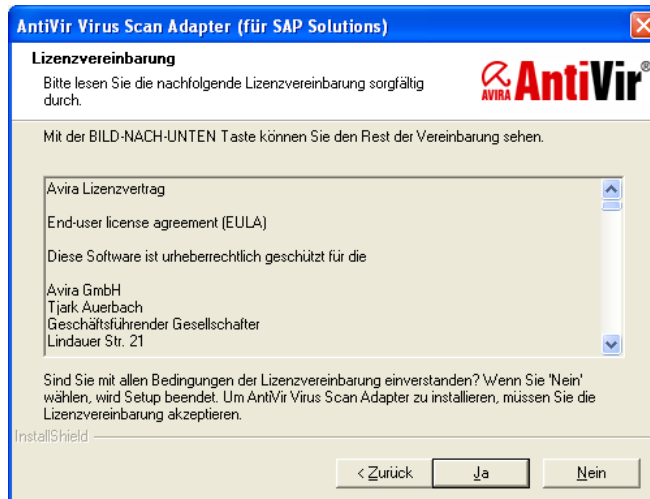 AntiVir Virus Scan Adapter (für SAP Solutions)
Lizenzvereinbarung
Bitte lesen Sie die nachfolgende Lizenzvereinbarung sorgfältig
durch.
AVIRA AntiVir®
Mit der BILD-NACH-UNTEN Taste können Sie den Rest der Vereinbarung sehen.
Avira Lizenzvertrag
End-user license agreement (EULA)
Diese Software ist urheberrechtlich geschützt für die
Avira GmbH
Tjark Auerbach
Geschäftsführender Gesellschafter
Lindauer Str. 21
Sind Sie mit allen Bedingungen der Lizenzvereinbarung einverstanden? Wenn Sie 'Nein'
wählen, wird Setup beendet. Um AntiVir Virus Scan Adapter zu installieren, müssen Sie die
Lizenzvereinbarung akzeptieren.
InstallShield
< Zurück Ja Nein